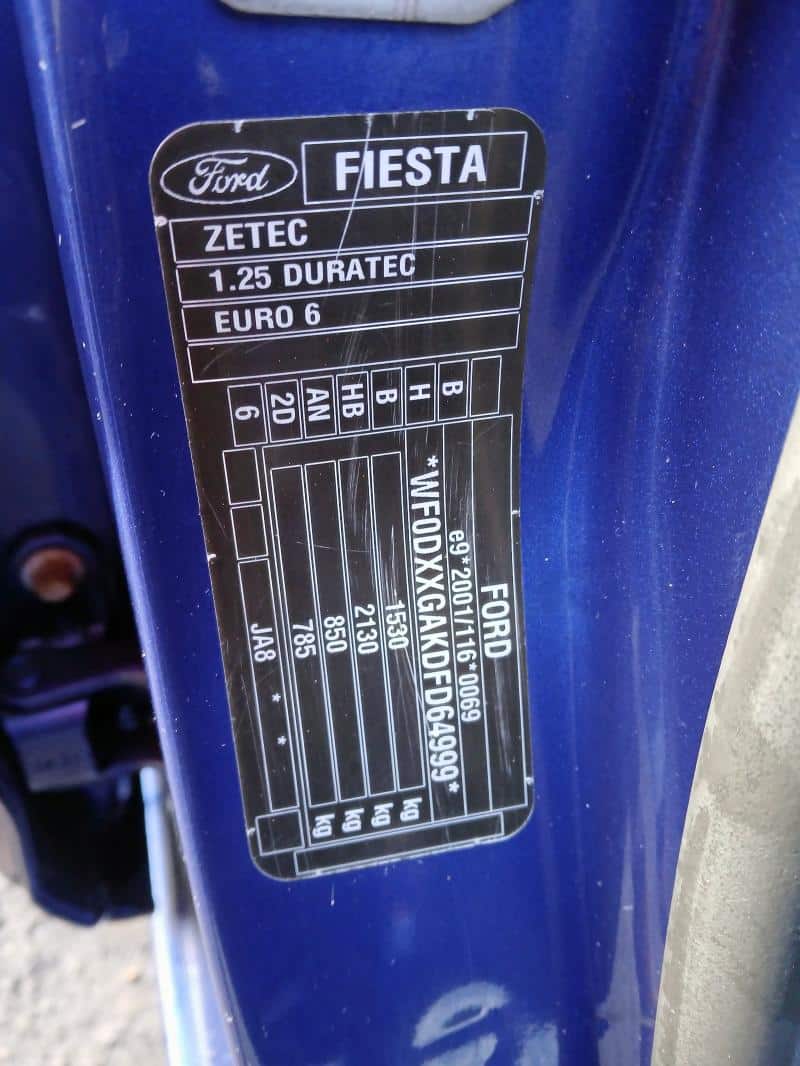 Ford
FIESTA
ZETEC
1.25 DURATEC
EURO 6
FORD
e9*2001/116*0069
*WF0DXXGAKDFD64999*
1530 kg
2130 kg
850 kg
785 kg
B
H
B
HB
AN
2D
6
JA8 * *